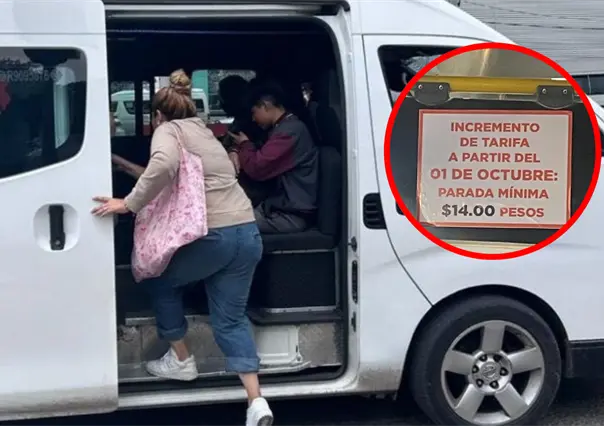 INCREMENTO
DE TARIFA
A PARTIR DEL
01 DE OCTUBRE:
PARADA MÍNIMA
$14.00 PESOS